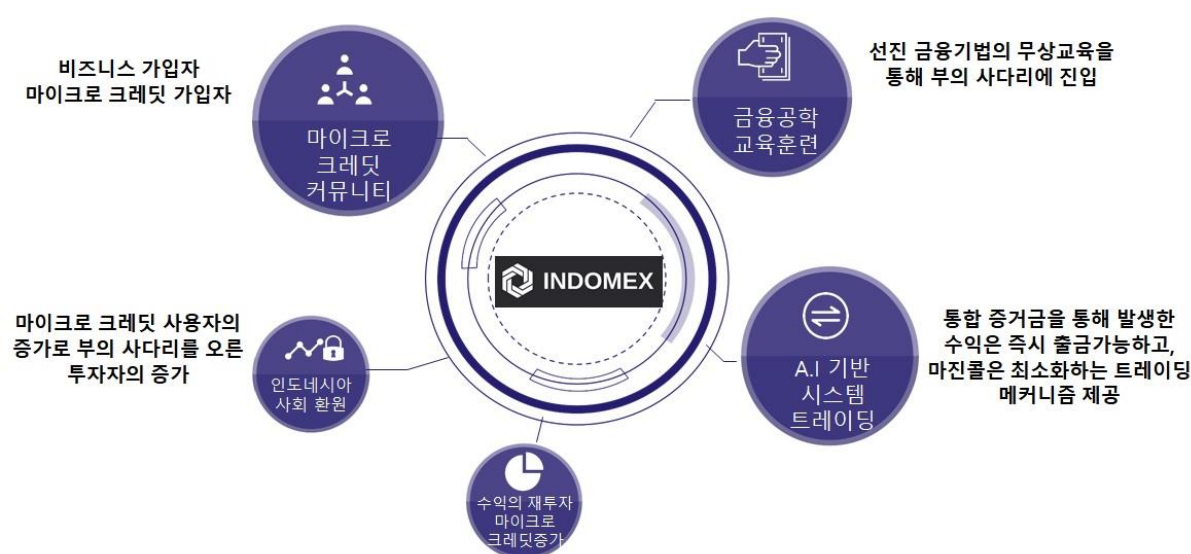 비즈니스 가입자
마이크로 크레딧 가입자
마이크로
크레딧
커뮤니티
금융공학
교육훈련
선진 금융기법의 무상교육을
통해 부의 사다리에 진입
INDOMEX
마이크로 크레딧 사용자의
증가로 부의 사다리를 오른
투자자의 증가
인도네시아
사회 환원
A.I 기반
시스템
트레이딩
통합 증거금을 통해 발생한
수익은 즉시 출금가능하고,
마진콜은 최소화하는 트레이딩
메커니즘 제공
수익의 재투자
마이크로
크레딧증가